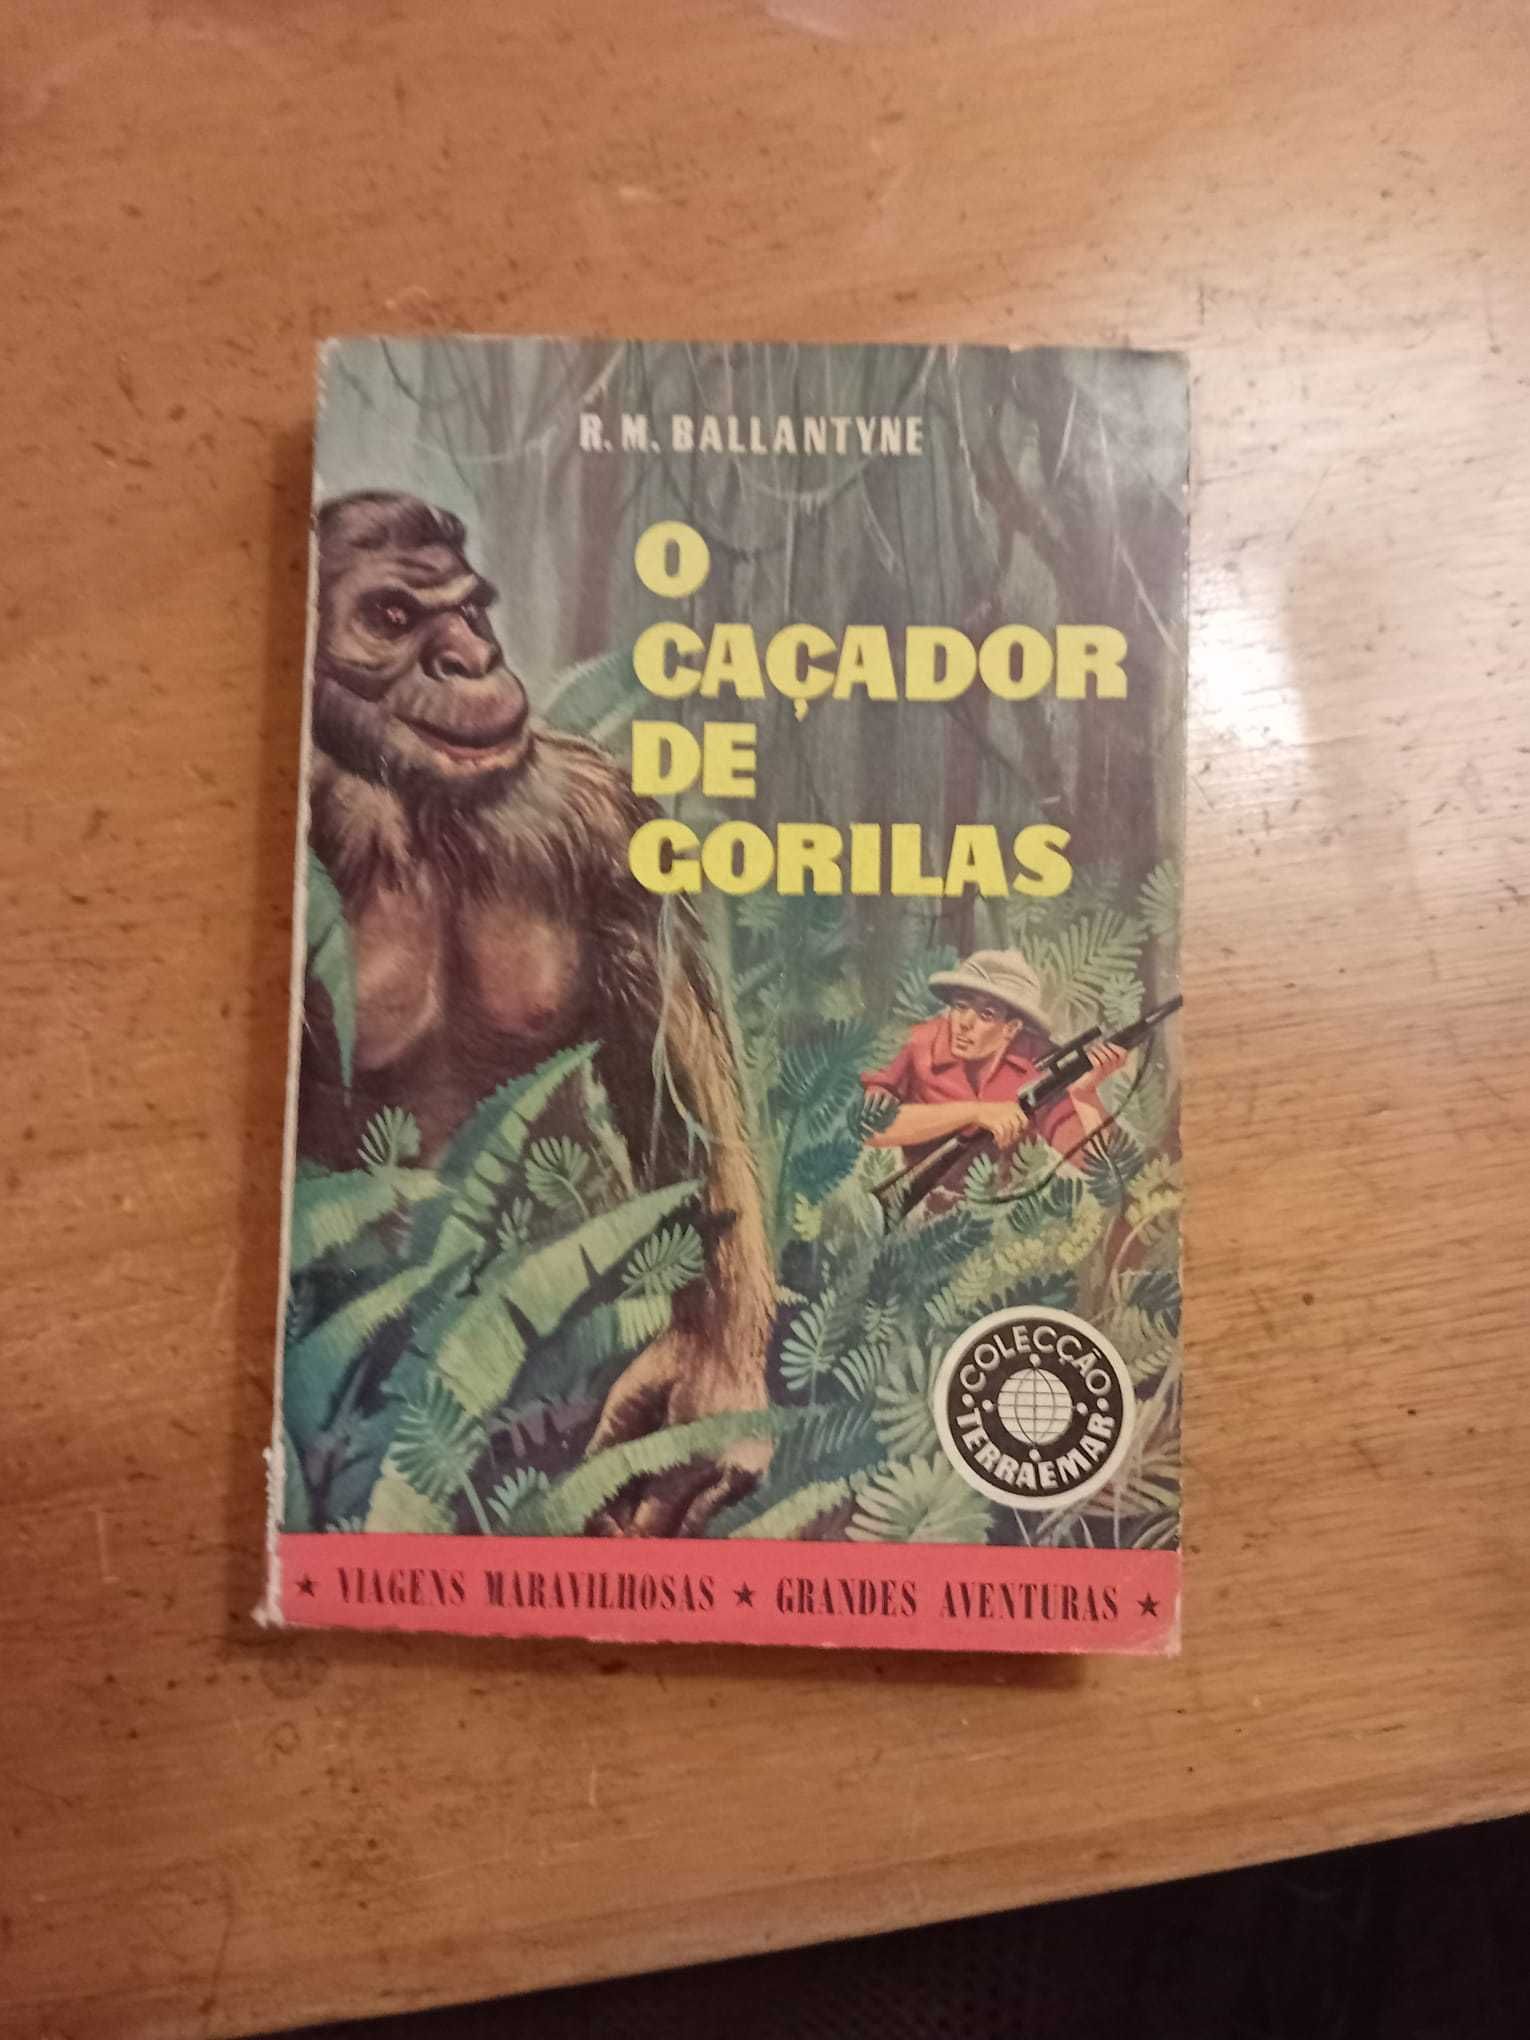 R. M. BALLANTYNE
O
CAÇADOR
DE
GORILAS
COLECÇÃO
TERRAEMAR
★ VIAGENS MARAVILHOSAS ★ GRANDES AVENTURAS ★